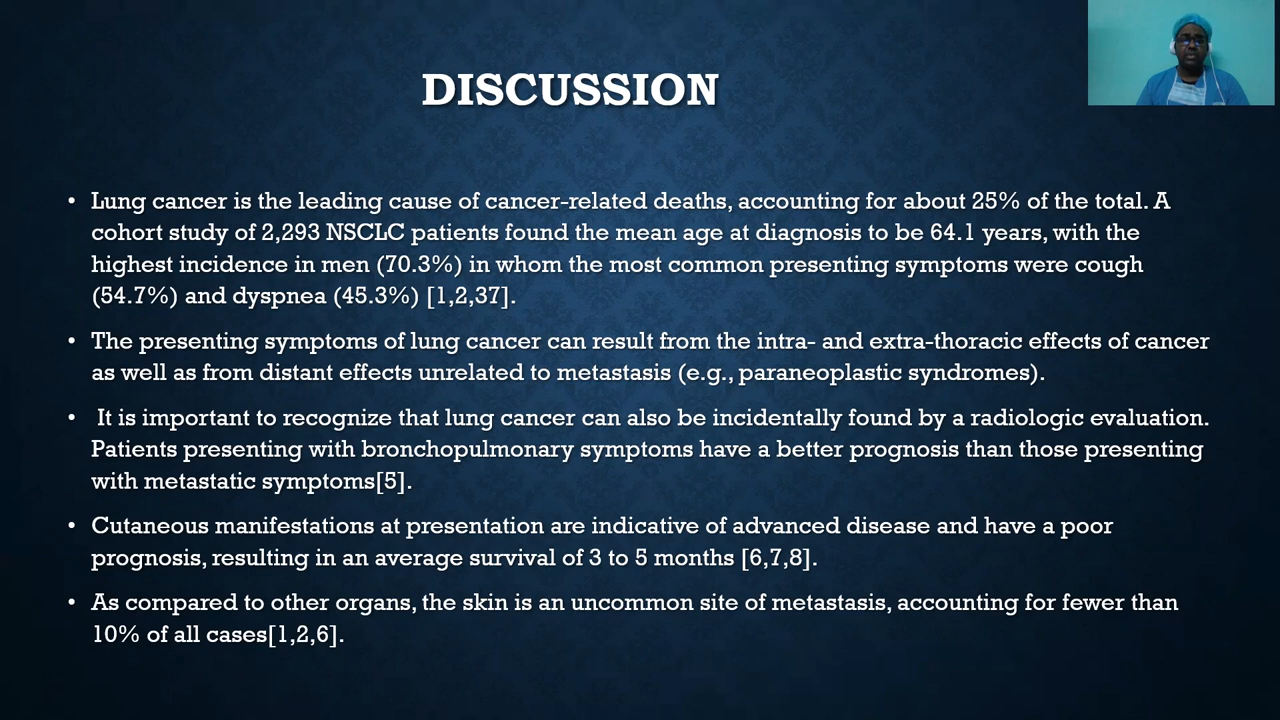 DISCUSSION
• Lung cancer is the leading cause of cancer-related deaths, accounting for about 25% of the total. A
cohort study of 2,293 NSCLC patients found the mean age at diagnosis to be 64.1 years, with the
highest incidence in men (70.3%) in whom the most common presenting symptoms were cough
(54.7%) and dyspnea (45.3%) [1,2,37].
• The presenting symptoms of lung cancer can result from the intra- and extra-thoracic effects of cancer
as well as from distant effects unrelated to metastasis (e.g., paraneoplastic syndromes).
• It is important to recognize that lung cancer can also be incidentally found by a radiologic evaluation.
Patients presenting with bronchopulmonary symptoms have a better prognosis than those presenting
with metastatic symptoms[5].
• Cutaneous manifestations at presentation are indicative of advanced disease and have a poor
prognosis, resulting in an average survival of 3 to 5 months [6,7,8].
• As compared to other organs, the skin is an uncommon site of metastasis, accounting for fewer than
10% of all cases[1,2,6].